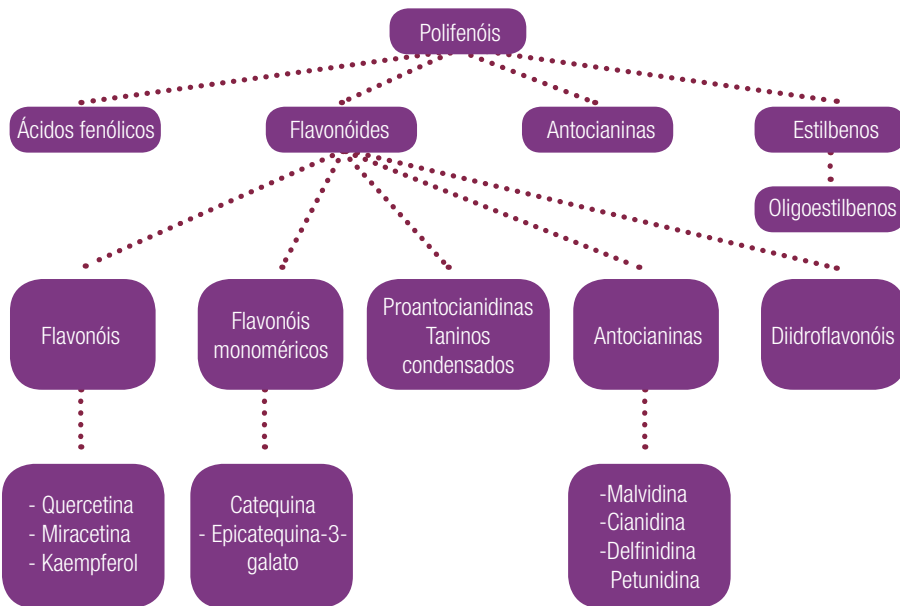 Polifenóis
Ácidos fenólicos
Flavonóides
Antocianinas
Estilbenos
Oligoestilbenos
Flavonóis
Flavonóis
monoméricos
Proantocianidinas
Taninos
condensados
Antocianinas
Diidroflavonóis
- Quercetina
- Miracetina
- Kaempferol
Catequina
- Epicatequina-3-
galato
-Malvidina
-Cianidina
-Delfinidina
Petunidina